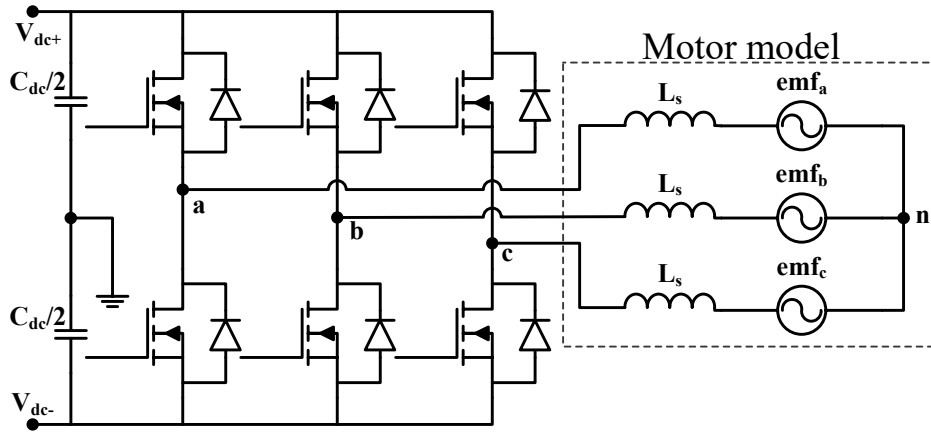 V_dc+
Motor model
C_dc/2
L_s
emf_a
a
L_s
emf_b
b
n
c
L_s
emf_c
C_dc/2
V_dc-